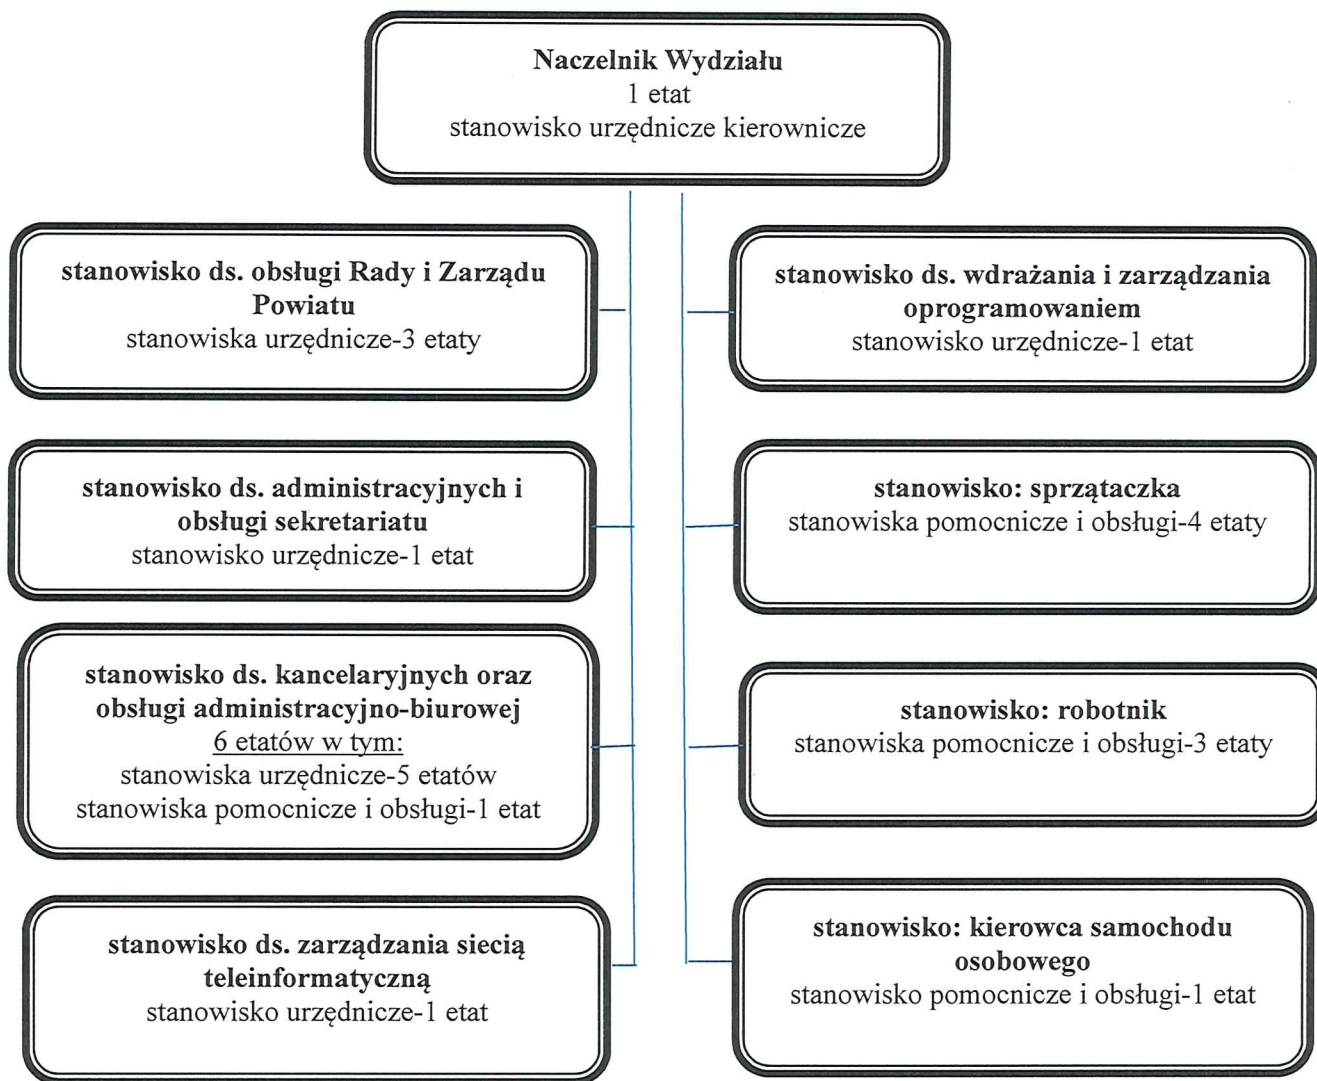 Naczelnik Wydziału
1 etat
stanowisko urzędnicze kierownicze
stanowisko ds. obsługi Rady i Zarządu
Powiatu
stanowiska urzędnicze-3 etaty
stanowisko ds. wdrażania i zarządzania
oprogramowaniem
stanowisko urzędnicze-1 etat
stanowisko ds. administracyjnych i
obsługi sekretariatu
stanowisko urzędnicze-1 etat
stanowisko: sprzątaczka
stanowiska pomocnicze i obsługi-4 etaty
stanowisko ds. kancelaryjnych oraz
obsługi administracyjno-biurowej
6 etatów w tym:
stanowiska urzędnicze-5 etatów
stanowiska pomocnicze i obsługi-1 etat
stanowisko: robotnik
stanowiska pomocnicze i obsługi-3 etaty
stanowisko ds. zarządzania siecią
teleinformatyczną
stanowisko urzędnicze-1 etat
stanowisko: kierowca samochodu
osobowego
stanowisko pomocnicze i obsługi-1 etat